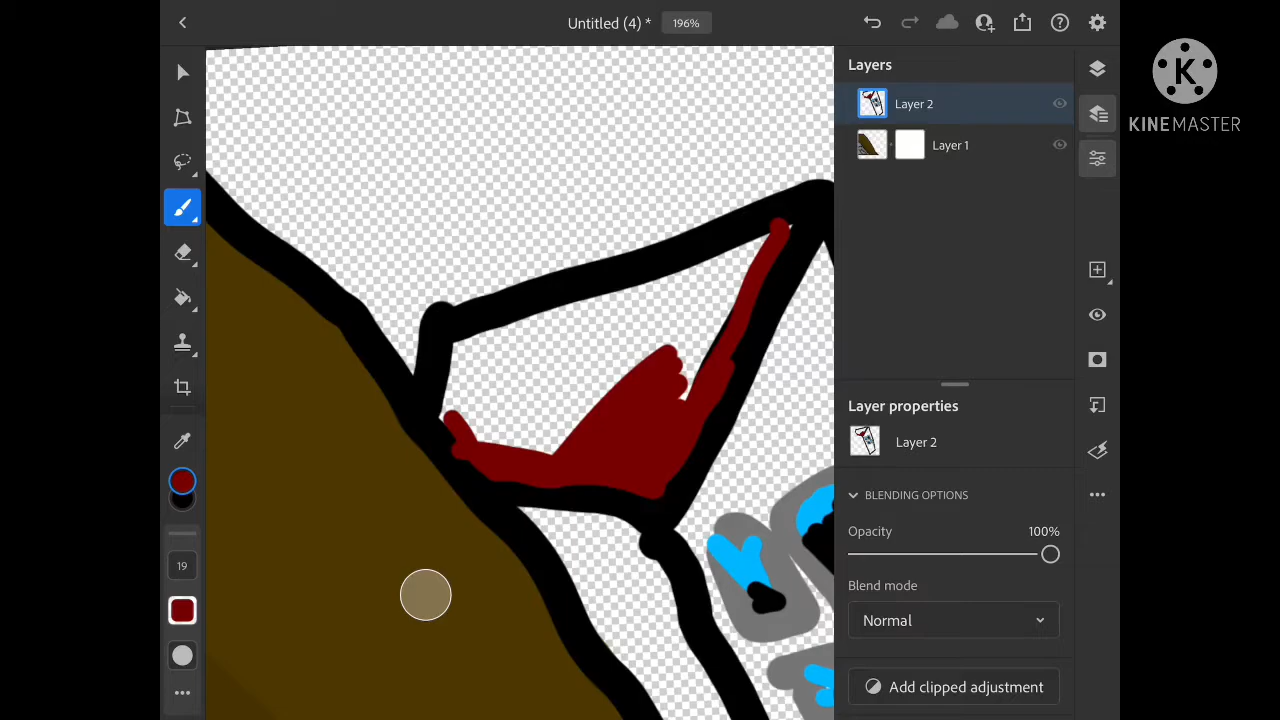 Untitled (4) *
196%
Layers
Layer 2
Layer 1
K
KINEMASTER
Layer properties
Layer 2
BLENDING OPTIONS
Opacity
100%
Blend mode
Normal
19
Add clipped adjustment